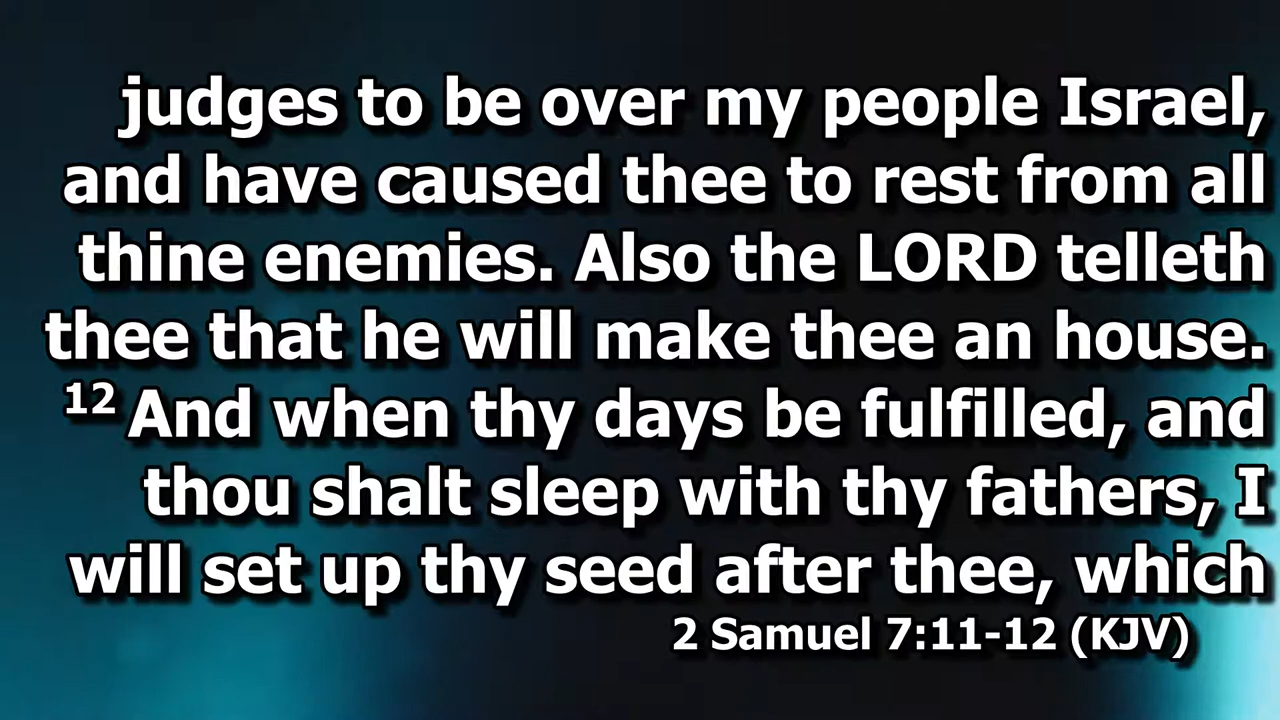 judges to be over my people Israel,
and have caused thee to rest from all
thine enemies. Also the LORD telleth
thee that he will make thee an house.
12 And when thy days be fulfilled, and
thou shalt sleep with thy fathers, I
will set up thy seed after thee, which
2 Samuel 7:11-12 (KJV)